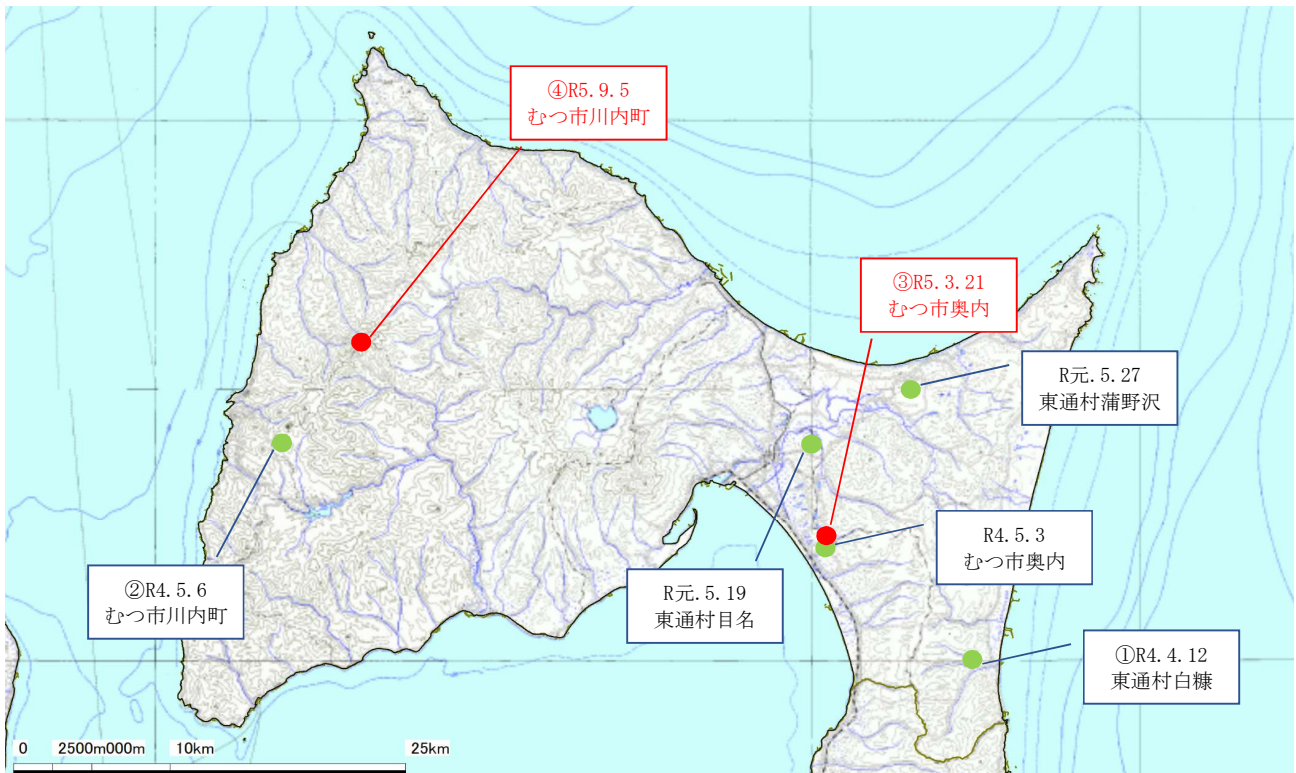 ④R5.9.5
むつ市川内町
③R5.3.21
むつ市奥内
R元.5.27
東通村蒲野沢
R4.5.3
むつ市奥内
②R4.5.6
むつ市川内町
R元.5.19
東通村目名
①R4.4.12
東通村白糠
0 2500m000m 10km 25km